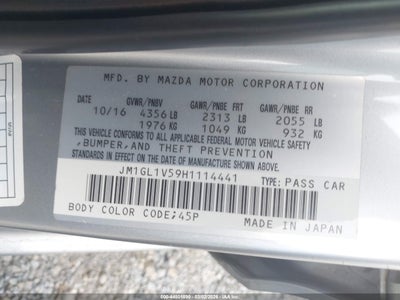 MFD. BY MAZDA MOTOR CORPORATION
GVWR/PNBV GAWR/PNBE FRT GAWR/PNBE RR
10/16 4356 LB 2313 LB 2055 LB
1976 KG 1049 KG 932 KG
THIS VEHICLE CONFORMS TO ALL APPLICABLE FEDERAL MOTOR VEHICLE SAFETY
,BUMPER,AND THEFT PREVENTION
STANDARDS IN EFFECT ON THE DATE OF MANUFACTURE SHOWN ABOVE.
JM1GL1V59H1114441 TYPE: PASS CAR
BODY COLOR CODE;45P MADE IN JAPAN